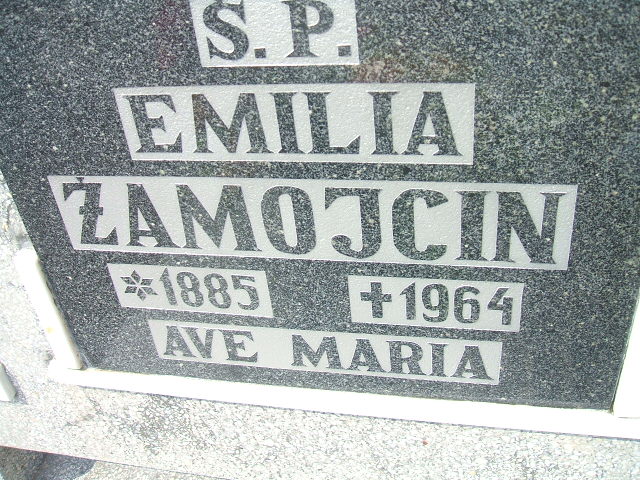 S. P.
EMILIA
ŻAMOJCIN
*1885 +1964
AVE MARIA